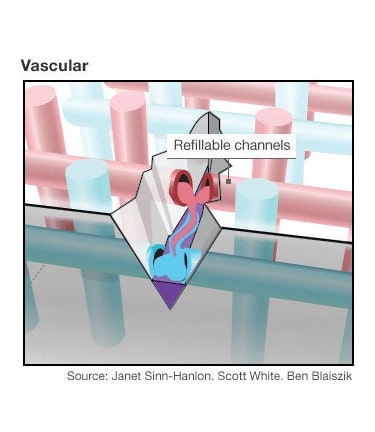 Vascular
Refillable channels
Source: Janet Sinn-Hanlon. Scott White. Ben Blaiszik